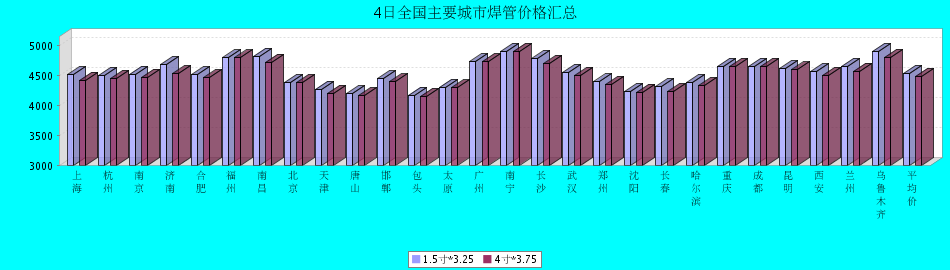 4日全国主要城市焊管价格汇总
5000
4500
4000
3500
3000
上海
杭州
南京
济南
合肥
福州
南昌
北京
天津
唐山
邯郸
包头
太原
广州
南宁
长沙
武汉
郑州
沈阳
长春
哈尔滨
重庆
成都
昆明
西安
兰州
乌鲁木齐
平均价
1.5寸*3.25
4寸*3.75